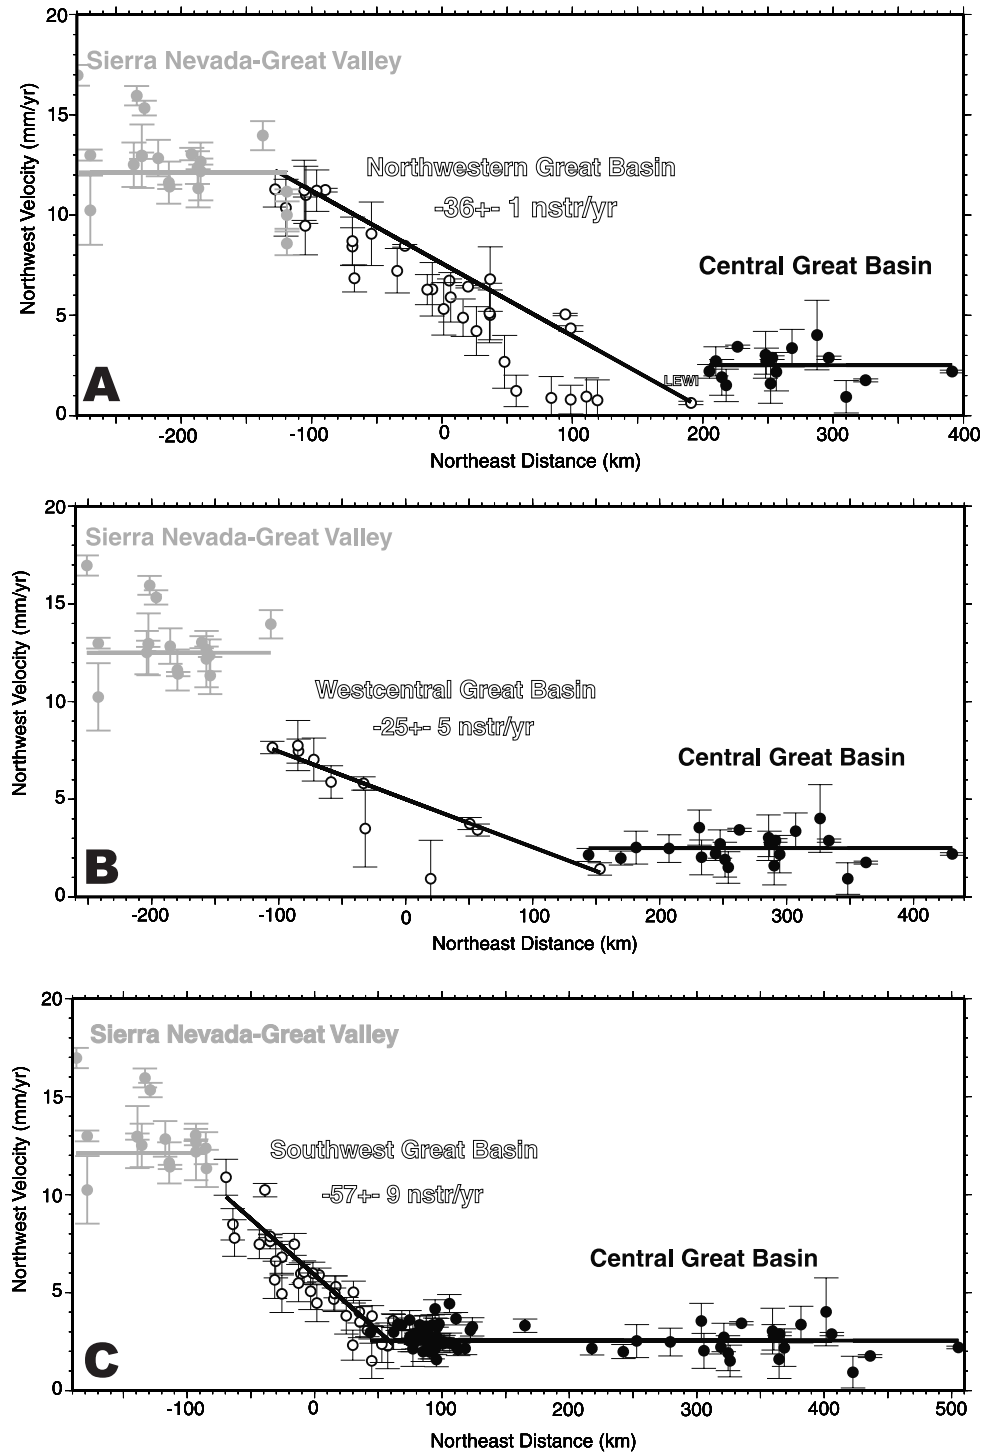 20
Sierra Nevada-Great Valley
15
Northwestern Great Basin
-36+- 1 nstr/yr
10
Central Great Basin
5
LEWI
A
0
Northwest Velocity (mm/yr)
-200 -100 0 100 200 300 400
Northeast Distance (km)
20
Sierra Nevada-Great Valley
15
10
Westcentral Great Basin
-25+- 5 nstr/yr
Central Great Basin
5
B
0
Northwest Velocity (mm/yr)
-200 -100 0 100 200 300 400
Northeast Distance (km)
20
Sierra Nevada-Great Valley
15
Southwest Great Basin
-57+- 9 nstr/yr
10
Central Great Basin
5
C
0
Northwest Velocity (mm/yr)
-100 0 100 200 300 400 500
Northeast Distance (km)